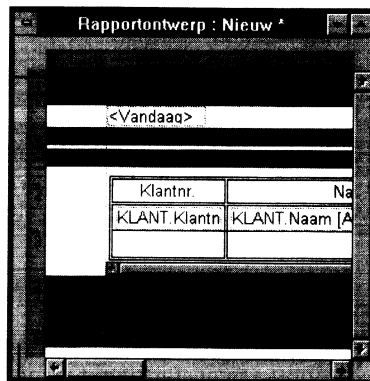 Rapportontwerp : Nieuw *
<Vandaag>
Klantnr. Na
KLANT.Klantn KLANT.Naam [A